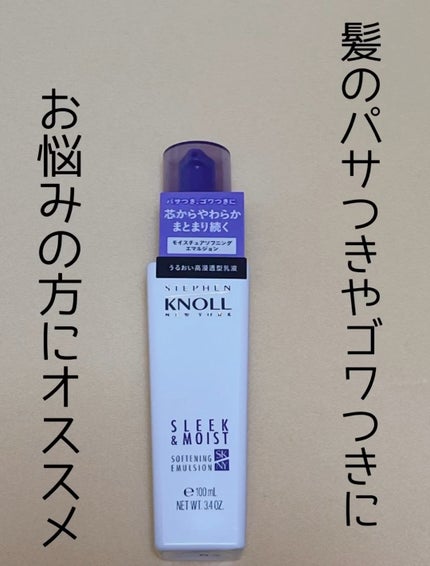 髪のパサつきやゴワつきに
お悩みの方にオススメ
パサつき、ゴワつきに
芯からやわらか
まとまり続く
モイスチュアソフニング
エマルジョン
うるおい高浸透型乳液
STEPHEN
KNOLL
NEW YORK
SLEEK
& MOIST
SOFTENING
EMULSION
SK
NY
℮100mL
NET WT. 3.4 OZ.